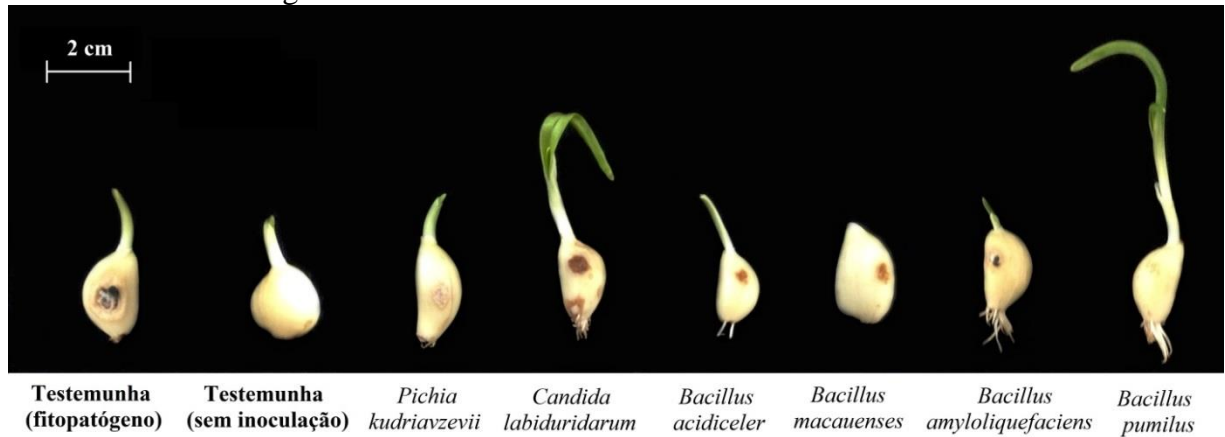 2 cm
Testemunha
(fitopatógeno)
Testemunha
(sem inoculação)
Pichia
kudriavzevii
Candida
labiduridarum
Bacillus
acidiceler
Bacillus
macauenses
Bacillus
amyloliquefaciens
Bacillus
pumilus